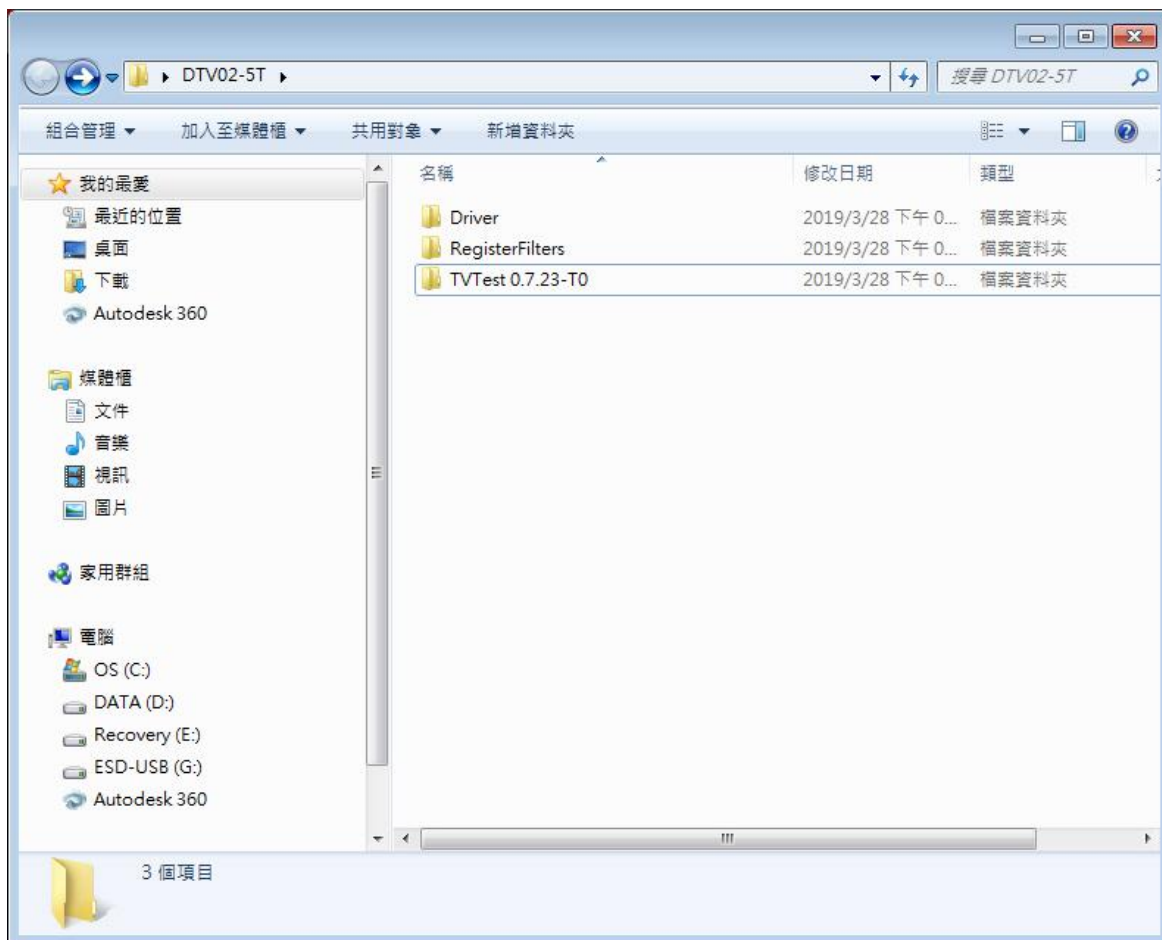 DTV02-5T
搜尋 DTV02-5T
組合管理 加入至媒體櫃 共用對象 新增資料夾
名稱 修改日期 類型
我的最愛
最近的位置
桌面
下載
Autodesk 360
媒體櫃
文件
音樂
視訊
圖片
家用群組
電腦
OS (C:)
DATA (D:)
Recovery (E:)
ESD-USB (G:)
Autodesk 360
Driver 2019/3/28 下午 0... 檔案資料夾
RegisterFilters 2019/3/28 下午 0... 檔案資料夾
TVTest 0.7.23-T0 2019/3/28 下午 0... 檔案資料夾
3 個項目